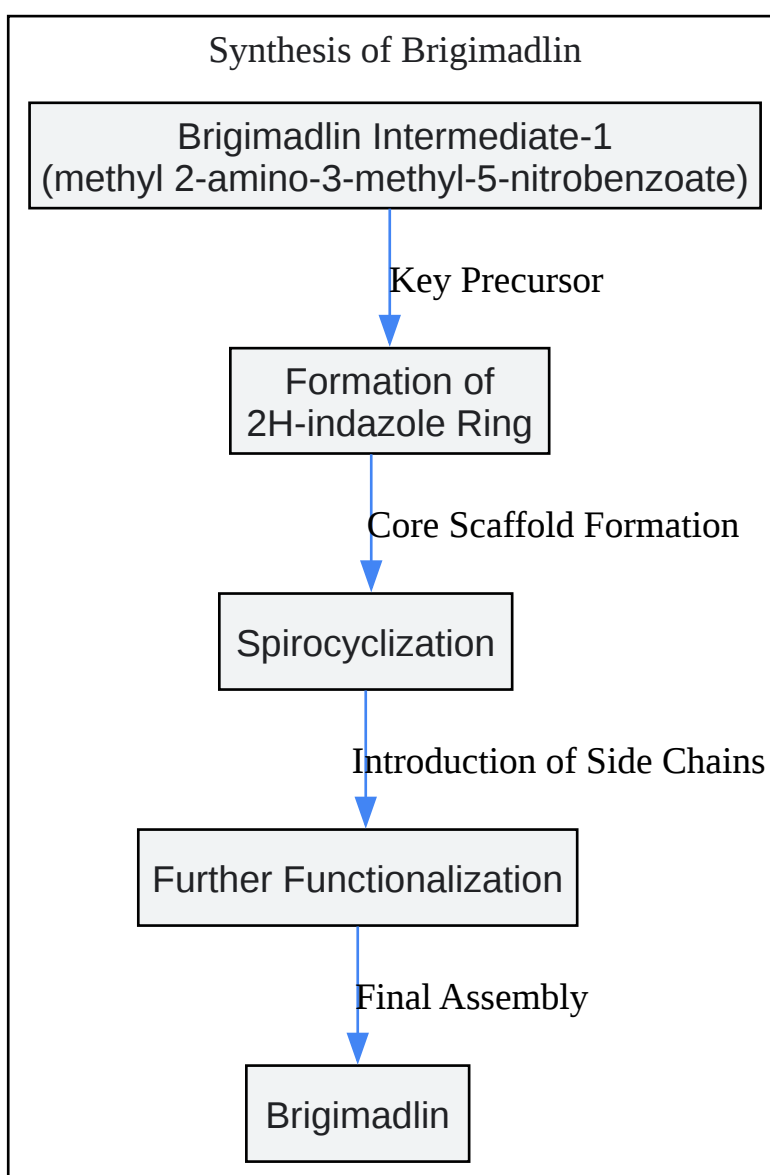 Synthesis of Brigimadlin
Brigimadlin Intermediate-1
(methyl 2-amino-3-methyl-5-nitrobenzoate)
Key Precursor
Formation of
2H-indazole Ring
Core Scaffold Formation
Spirocyclization
Introduction of Side Chains
Further Functionalization
Final Assembly
Brigimadlin